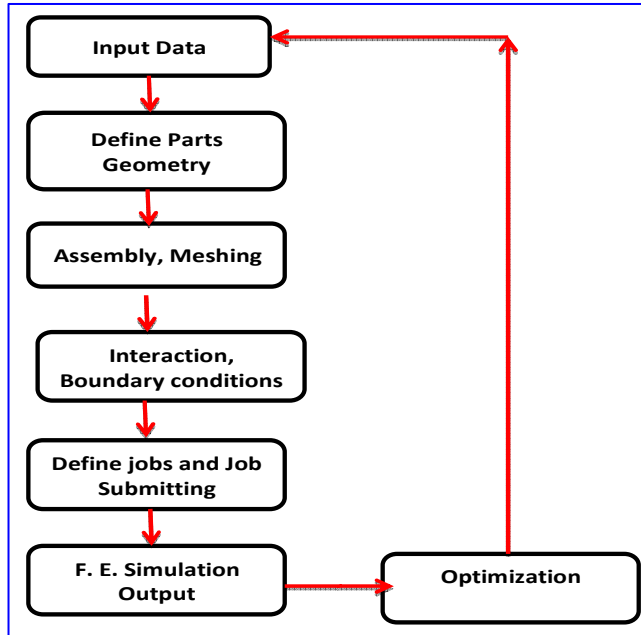 Input Data
Define Parts
Geometry
Assembly, Meshing
Interaction,
Boundary conditions
Define jobs and Job
Submitting
F. E. Simulation
Output
Optimization